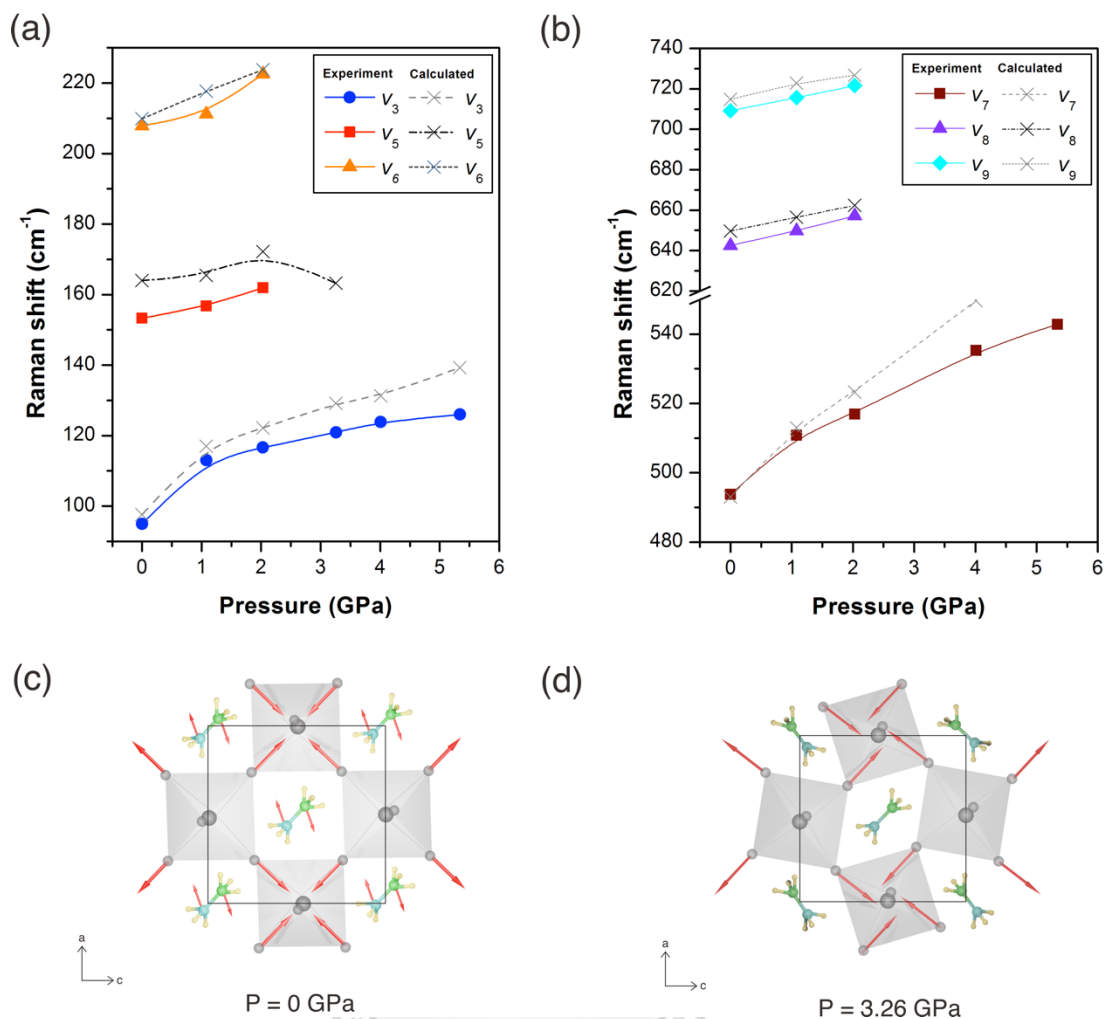 (a)
Raman shift (cm⁻¹)
220
200
180
160
140
120
100
0 1 2 3 4 5 6
Pressure (GPa)
Experiment Calculated
V₃ V₃
V₅ V₅
V₆ V₆
(b)
Raman shift (cm⁻¹)
740
720
700
680
660
640
620
540
520
500
480
0 1 2 3 4 5 6
Pressure (GPa)
Experiment Calculated
V₇ V₇
V₈ V₈
V₉ V₉
(c)
a
c
P = 0 GPa
(d)
a
c
P = 3.26 GPa